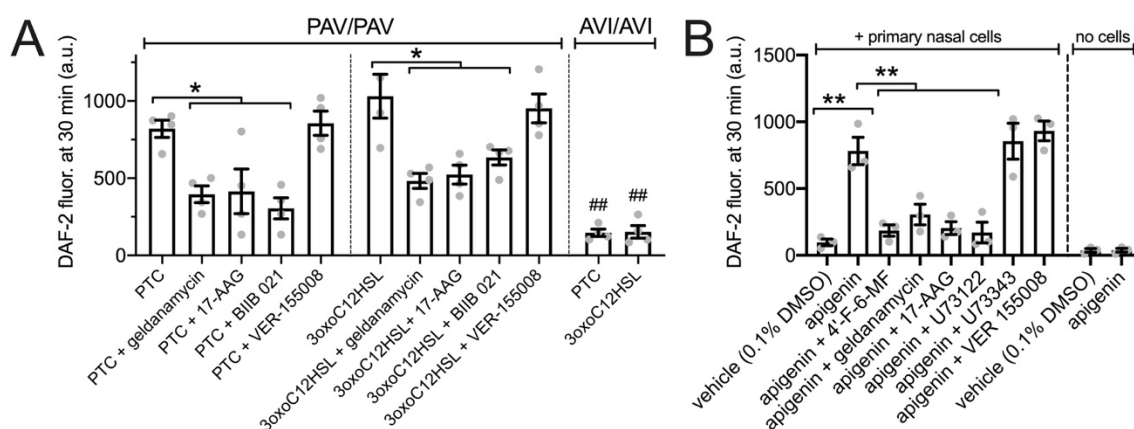 A
PAV/PAV
AVI/AVI
DAF-2 fluor. at 30 min (a.u.)
1000
500
0
*
*
##
##
PTC
PTC + geldanamycin
PTC + 17-AAG
PTC + BIIB 021
PTC + VER-155008
3oxoC12HSL
3oxoC12HSL + geldanamycin
3oxoC12HSL + 17-AAG
3oxoC12HSL + BIIB 021
3oxoC12HSL + VER-155008
PTC
3oxoC12HSL
B
+ primary nasal cells
no cells
DAF-2 fluor. at 30 min (a.u.)
1500
1000
500
0
**
**
vehicle (0.1% DMSO)
apigenin
apigenin + 4'-F-6-MF
apigenin + geldanamycin
apigenin + 17-AAG
apigenin + U73122
apigenin + U73343
apigenin + VER 155008
vehicle (0.1% DMSO)
apigenin